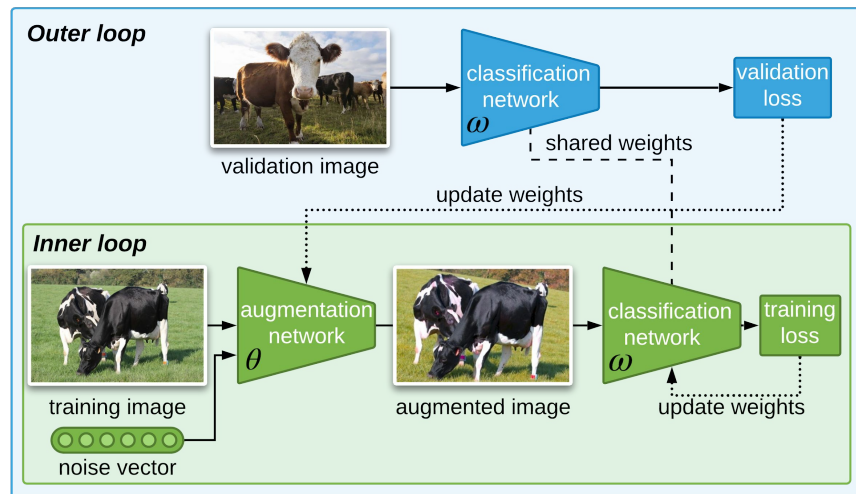 Outer loop
classification
network
ω
validation
loss
validation image
shared weights
update weights
Inner loop
augmentation
network
θ
classification
network
ω
training
loss
training image
augmented image
update weights
noise vector